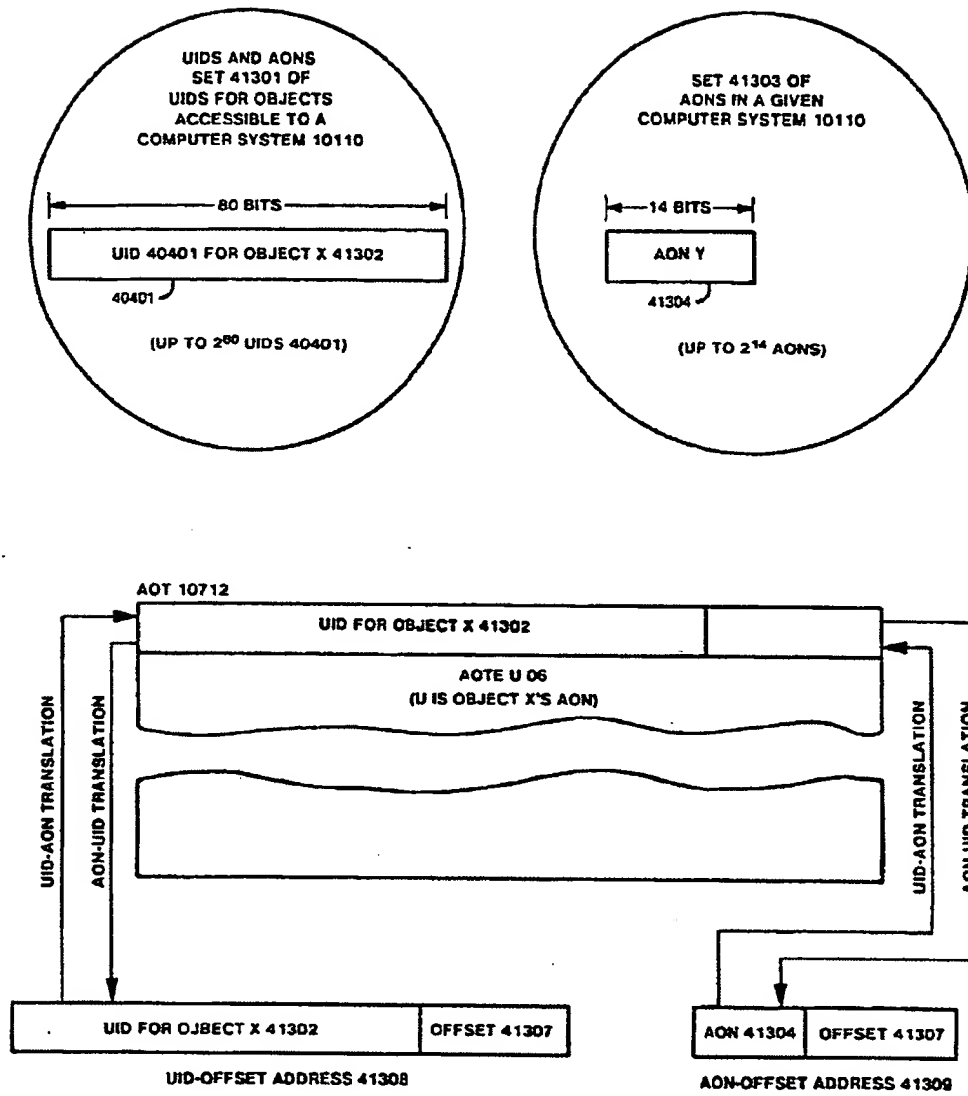 UIDS AND AONS
SET 41301 OF
UIDS FOR OBJECTS
ACCESSIBLE TO A
COMPUTER SYSTEM 10110
80 BITS
UID 40401 FOR OBJECT X 41302
40401
(UP TO 2⁸⁰ UIDS 40401)
SET 41303 OF
AONS IN A GIVEN
COMPUTER SYSTEM 10110
14 BITS
AON Y
41304
(UP TO 2¹⁴ AONS)
AOT 10712
UID FOR OBJECT X 41302
AOTE U 06
(U IS OBJECT X'S AON)
UID-AON TRANSLATION
AON-UID TRANSLATION
UID-AON TRANSLATION
AON-UID TRANSLATION
UID FOR OJBECT X 41302
OFFSET 41307
UID-OFFSET ADDRESS 41308
AON 41304
OFFSET 41307
AON-OFFSET ADDRESS 41309